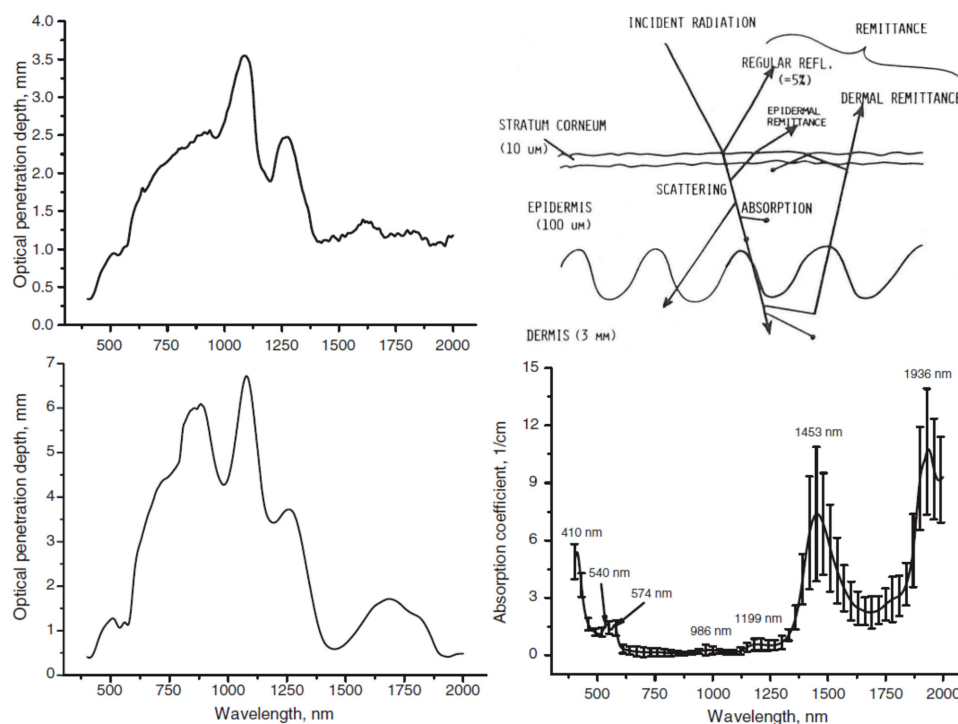 Optical penetration depth, mm
4.0
3.5
3.0
2.5
2.0
1.5
1.0
0.5
0.0
500 750 1000 1250 1500 1750 2000
INCIDENT RADIATION
REMITTANCE
REGULAR REFL.
(=5%)
DERMAL REMITTANCE
EPIDERMAL
REMITTANCE
STRATUM CORNEUM
(10 UM)
SCATTERING
ABSORPTION
EPIDERMIS
(100 UM)
DERMIS (3 MM)
Optical penetration depth, mm
7
6
5
4
3
2
1
0
500 750 1000 1250 1500 1750 2000
Wavelength, nm
Absorption coefficient, 1/cm
15
12
9
6
3
0
410 nm
540 nm
574 nm
986 nm
1199 nm
1453 nm
1936 nm
500 750 1000 1250 1500 1750 2000
Wavelength, nm